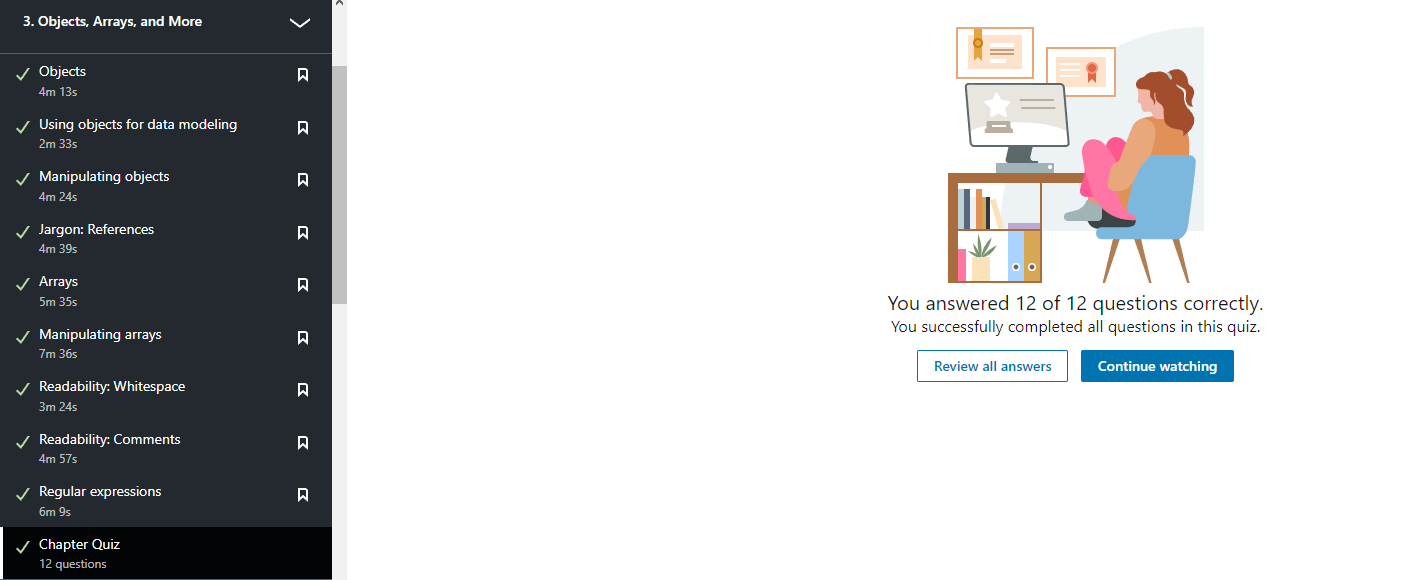 3. Objects, Arrays, and More
Objects
4m 13s
Using objects for data modeling
2m 33s
Manipulating objects
4m 24s
Jargon: References
4m 39s
Arrays
5m 35s
Manipulating arrays
7m 36s
Readability: Whitespace
3m 24s
Readability: Comments
4m 57s
Regular expressions
6m 9s
Chapter Quiz
12 questions
You answered 12 of 12 questions correctly.
You successfully completed all questions in this quiz.
Review all answers
Continue watching